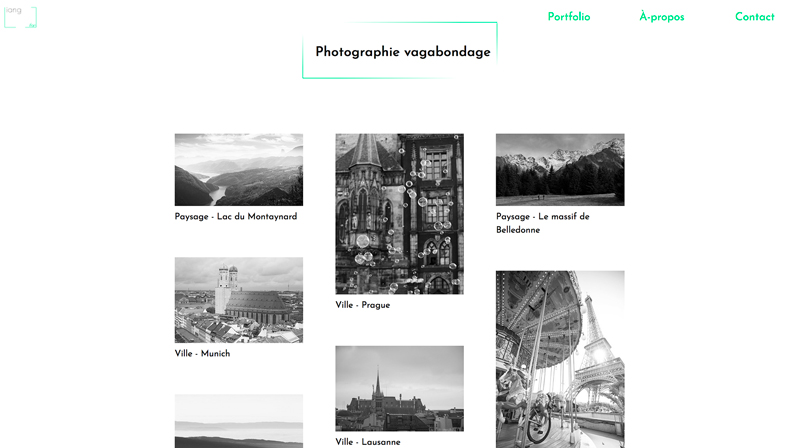 iang
Portfolio
À-propos
Contact
Photographie vagabondage
Paysage - Lac du Montaynard
Paysage - Le massif de
Belledonne
Ville - Prague
Ville - Munich
Ville - Lausanne